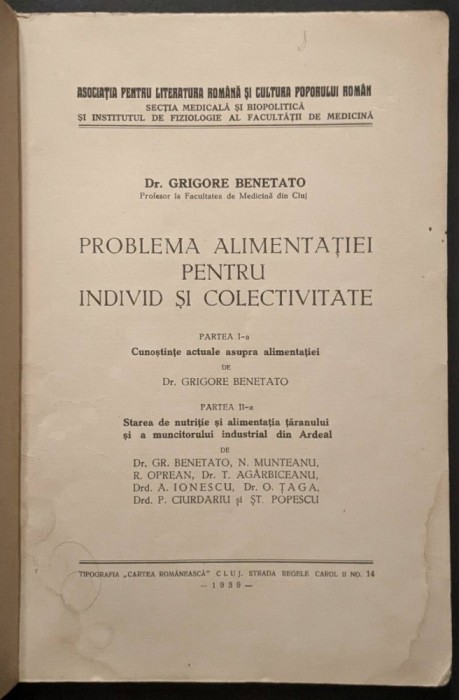 ASOCIAȚIA PENTRU LITERATURA ROMÂNĂ ȘI CULTURA POPORULUI ROMÂN
SECȚIA MEDICALĂ ȘI BIOPOLITICĂ
ȘI INSTITUTUL DE FIZIOLOGIE AL FACULTĂȚII DE MEDICINĂ
Dr. GRIGORE BENETATO
Profesor la Facultatea de Medicină din Cluj
PROBLEMA ALIMENTAȚIEI
PENTRU
INDIVID ȘI COLECTIVITATE
PARTEA I-a
Cunoștințe actuale asupra alimentației
DE
Dr. GRIGORE BENETATO
PARTEA II-a
Starea de nutriție și alimentația țăranului
și a muncitorului industrial din Ardeal
DE
Dr. GR. BENETATO, N. MUNTEANU,
R. OPREAN, Dr. T. AGÂRBICEANU,
Drd. A. IONESCU, Dr. O. ȚAGA,
Drd. P. CIURDARIU și ȘT. POPESCU
TIPOGRAFIA „CARTEA ROMÂNEASCĂ" CLUJ, STRADA REGELE CAROL II NO. 14
— 1939 —